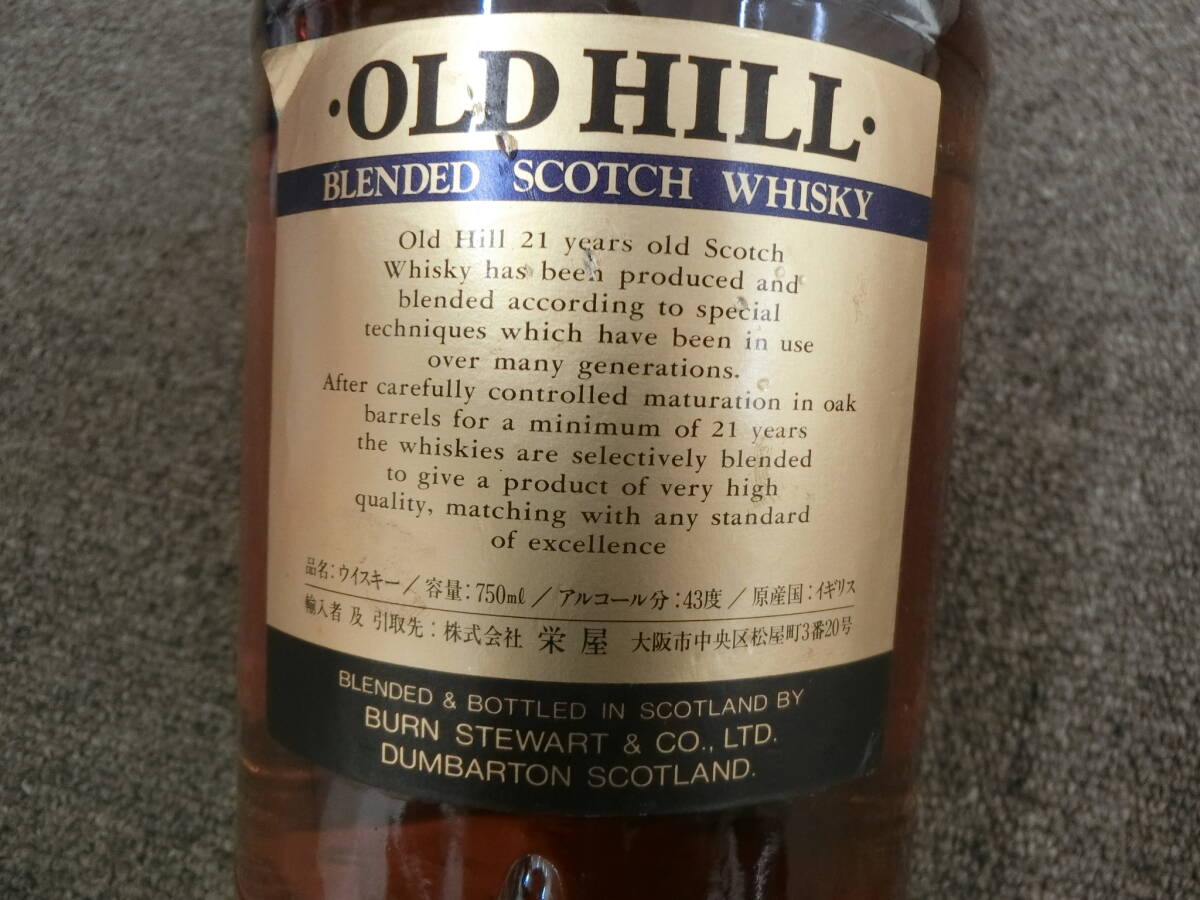 ·OLD HILL·
BLENDED SCOTCH WHISKY
Old Hill 21 years old Scotch
Whisky has been produced and
blended according to special
techniques which have been in use
over many generations.
After carefully controlled maturation in oak
barrels for a minimum of 21 years
the whiskies are selectively blended
to give a product of very high
quality, matching with any standard
of excellence
品名:ウイスキー／容量:750ml／アルコール分:43度／原産国:イギリス
輸入者 及 引取先:株式会社 栄屋 大阪市中央区松屋町3番20号
BLENDED & BOTTLED IN SCOTLAND BY
BURN STEWART & CO., LTD.
DUMBARTON SCOTLAND.